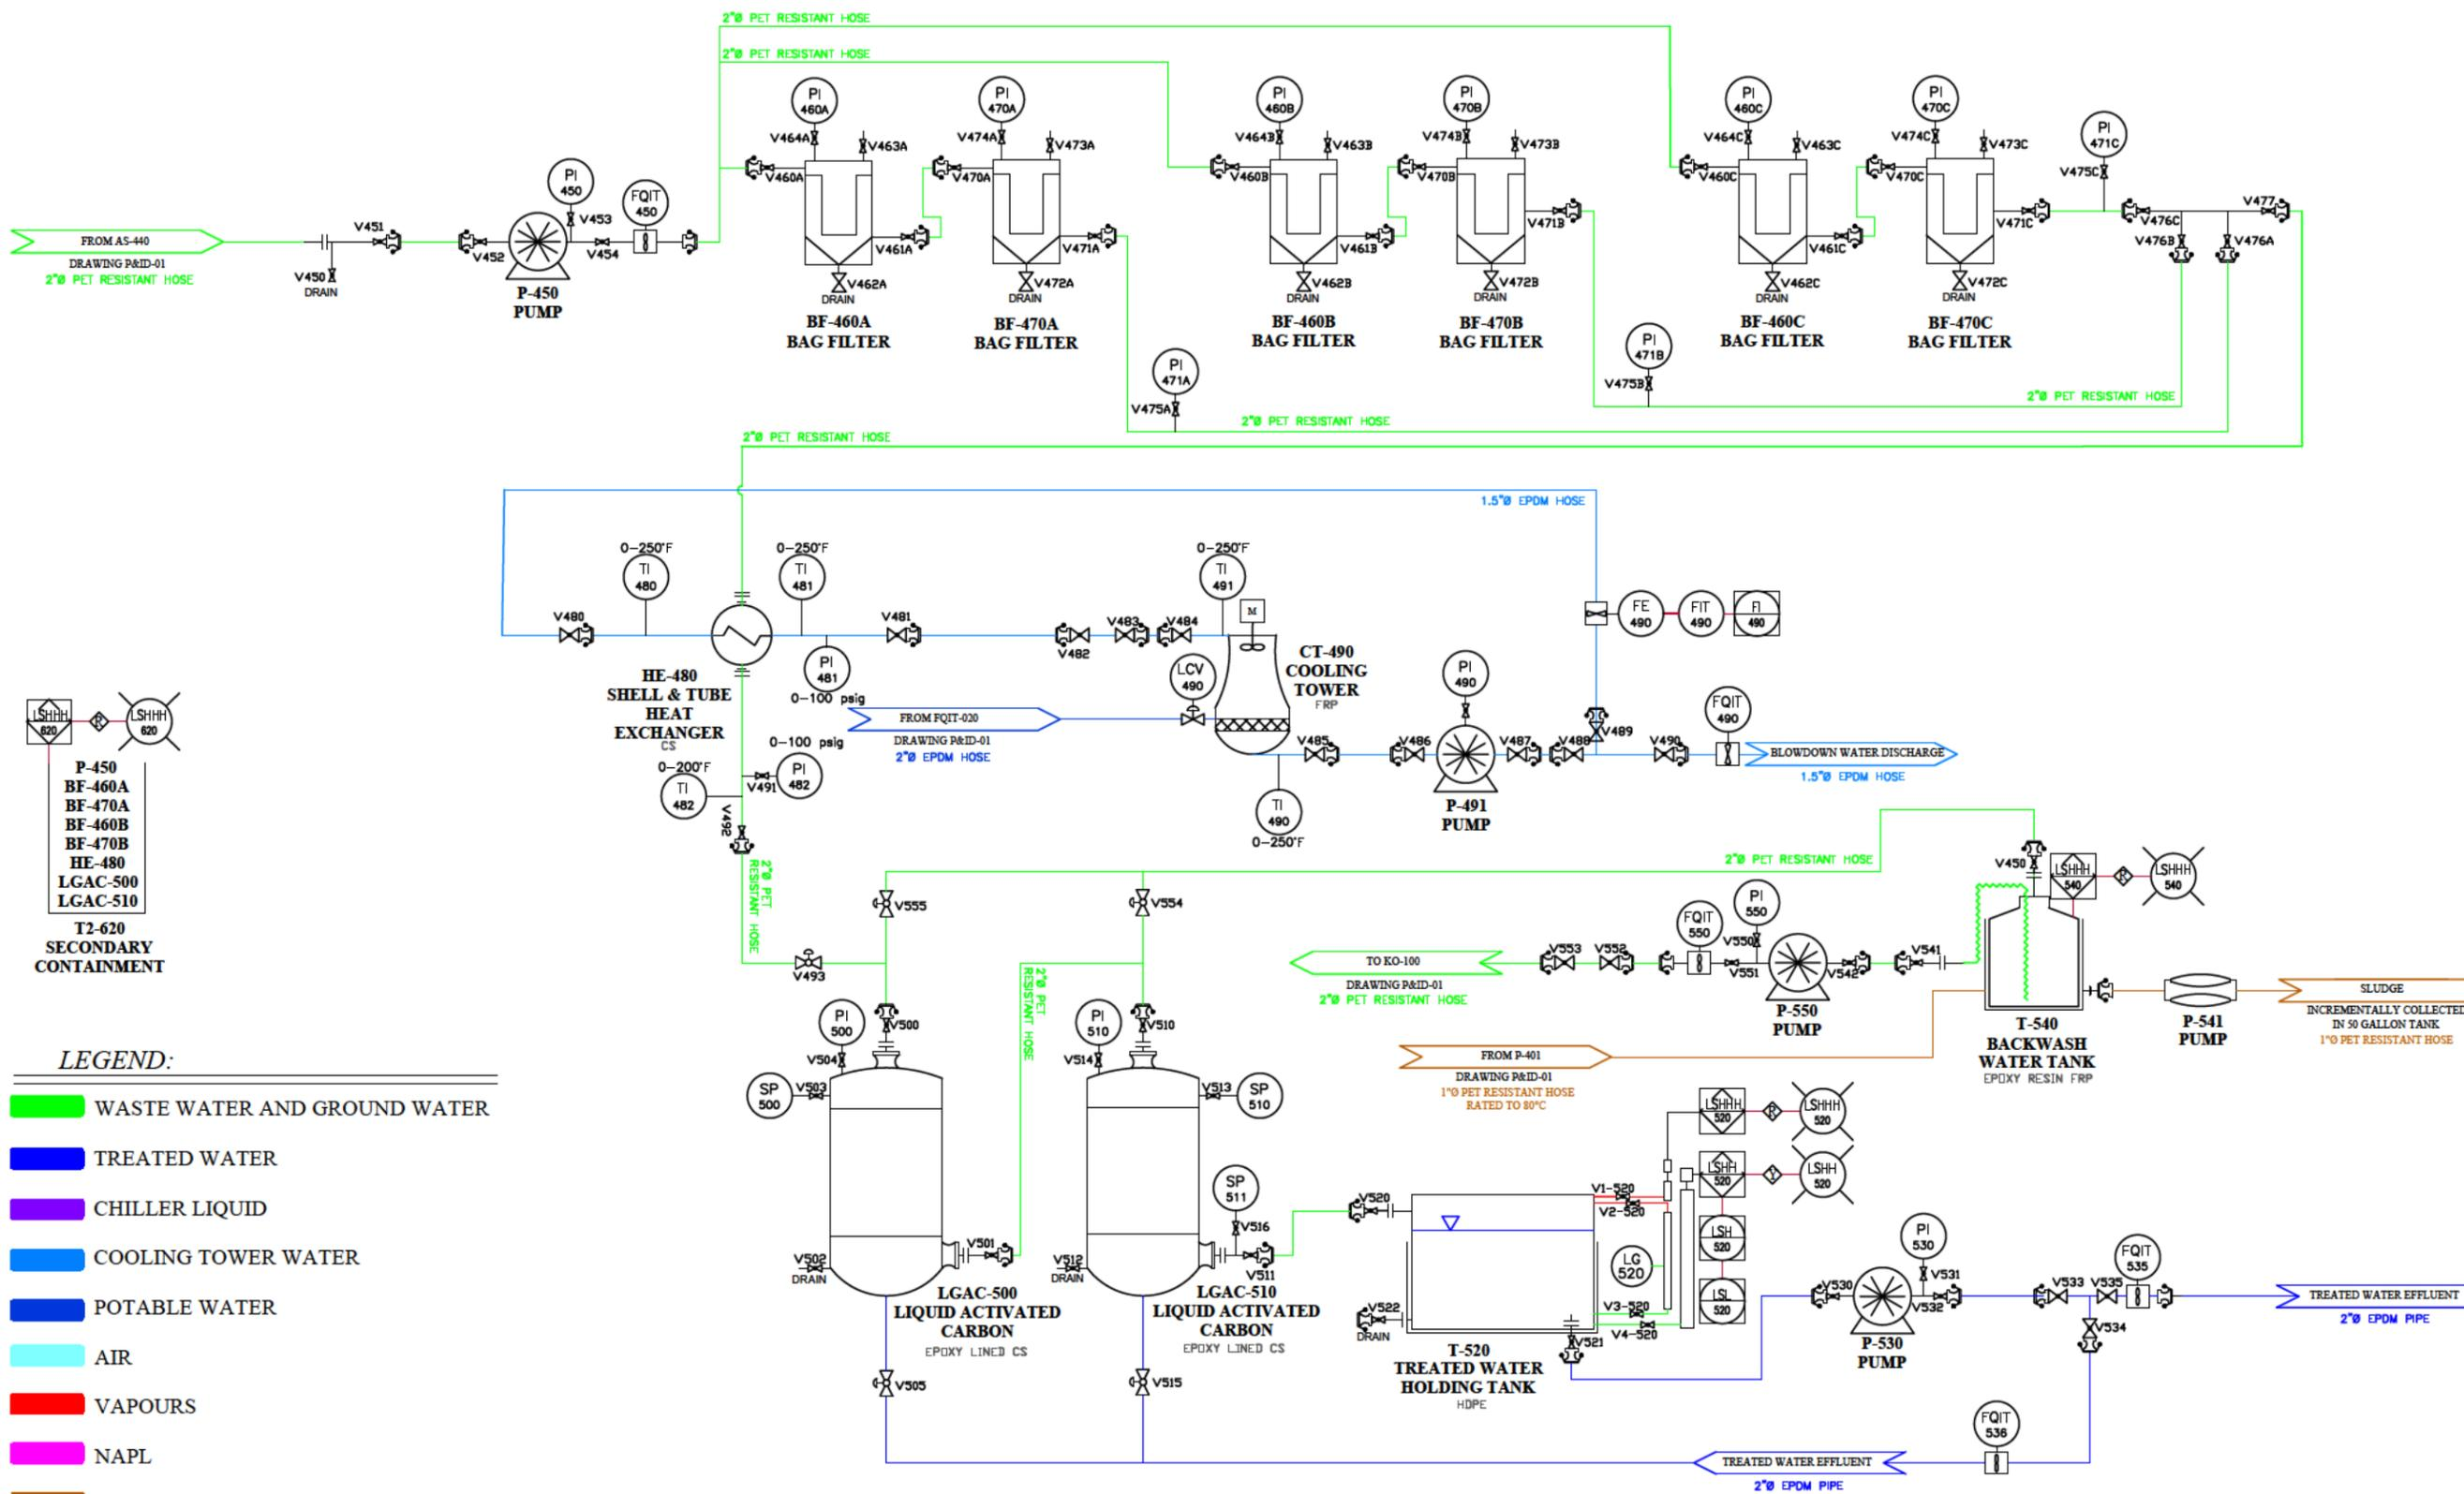 2"Ø PET RESISTANT HOSE
2"Ø PET RESISTANT HOSE
FROM AS-440
DRAWING P&ID-01
2"Ø PET RESISTANT HOSE
V450
DRAIN
V451
V452
P-450
PUMP
PI
450
V453
V454
FQIT
450
PI
460A
V464A
V463A
V460A
V461A
V462A
DRAIN
BF-460A
BAG FILTER
PI
470A
V474A
V473A
V470A
V471A
V472A
DRAIN
BF-470A
BAG FILTER
PI
460B
V464B
V463B
V460B
V461B
V462B
DRAIN
BF-460B
BAG FILTER
PI
470B
V474B
V473B
V470B
V471B
V472B
DRAIN
BF-470B
BAG FILTER
PI
460C
V464C
V463C
V460C
V461C
V462C
DRAIN
BF-460C
BAG FILTER
PI
470C
V474C
V473C
V470C
V471C
V472C
DRAIN
BF-470C
BAG FILTER
PI
471C
V475C
V476C
V477
V476B
V476A
PI
471A
V475A
PI
471B
V475B
2"Ø PET RESISTANT HOSE
2"Ø PET RESISTANT HOSE
2"Ø PET RESISTANT HOSE
1.5"Ø EPDM HOSE
0-250°F
TI
480
V480
0-250°F
TI
481
V481
PI
481
0-100 psig
HE-480
SHELL & TUBE
HEAT
EXCHANGER
CS
V482
V483
V484
0-250°F
TI
491
M
LCV
490
CT-490
COOLING
TOWER
FRP
FROM FQIT-020
DRAWING P&ID-01
2"Ø EPDM HOSE
V485
TI
490
0-250°F
V486
PI
490
P-491
PUMP
V487
V488
V489
V490
FE
490
FIT
490
FI
490
FQIT
490
BLOWDOWN WATER DISCHARGE
1.5"Ø EPDM HOSE
0-100 psig
PI
482
V491
0-200°F
TI
482
V492
2"Ø PET
RESISTANT HOSE
V493
LSHHH
620
R
LSHHH
620
P-450
BF-460A
BF-470A
BF-460B
BF-470B
HE-480
LGAC-500
LGAC-510
T2-620
SECONDARY
CONTAINMENT
2"Ø PET RESISTANT HOSE
V555
V554
2"Ø PET
RESISTANT HOSE
TO KO-100
DRAWING P&ID-01
2"Ø PET RESISTANT HOSE
V553
V552
FQIT
550
PI
550
V550
V551
P-550
PUMP
V542
V541
V450
LSHHH
540
R
LSHHH
540
T-540
BACKWASH
WATER TANK
EPOXY RESIN FRP
P-541
PUMP
SLUDGE
INCREMENTALLY COLLECTED
IN 50 GALLON TANK
1"Ø PET RESISTANT HOSE
FROM P-401
DRAWING P&ID-01
1"Ø PET RESISTANT HOSE
RATED TO 80°C
PI
500
V504
V500
SP
500
V503
V501
V502
DRAIN
LGAC-500
LIQUID ACTIVATED
CARBON
EPOXY LINED CS
V505
PI
510
V514
V510
V513
SP
510
SP
511
V516
V511
V512
DRAIN
LGAC-510
LIQUID ACTIVATED
CARBON
EPOXY LINED CS
V515
V520
V522
DRAIN
V1-520
V2-520
LG
520
V3-520
V4-520
V521
T-520
TREATED WATER
HOLDING TANK
HDPE
LSHHH
520
R
LSHHH
520
LSHH
520
Y
LSHH
520
LSH
520
LSL
520
V530
PI
530
V531
V532
P-530
PUMP
V533
V535
FQIT
535
V534
TREATED WATER EFFLUENT
2"Ø EPDM PIPE
FQIT
536
TREATED WATER EFFLUENT
2"Ø EPDM PIPE
LEGEND:
WASTE WATER AND GROUND WATER
TREATED WATER
CHILLER LIQUID
COOLING TOWER WATER
POTABLE WATER
AIR
VAPOURS
NAPL